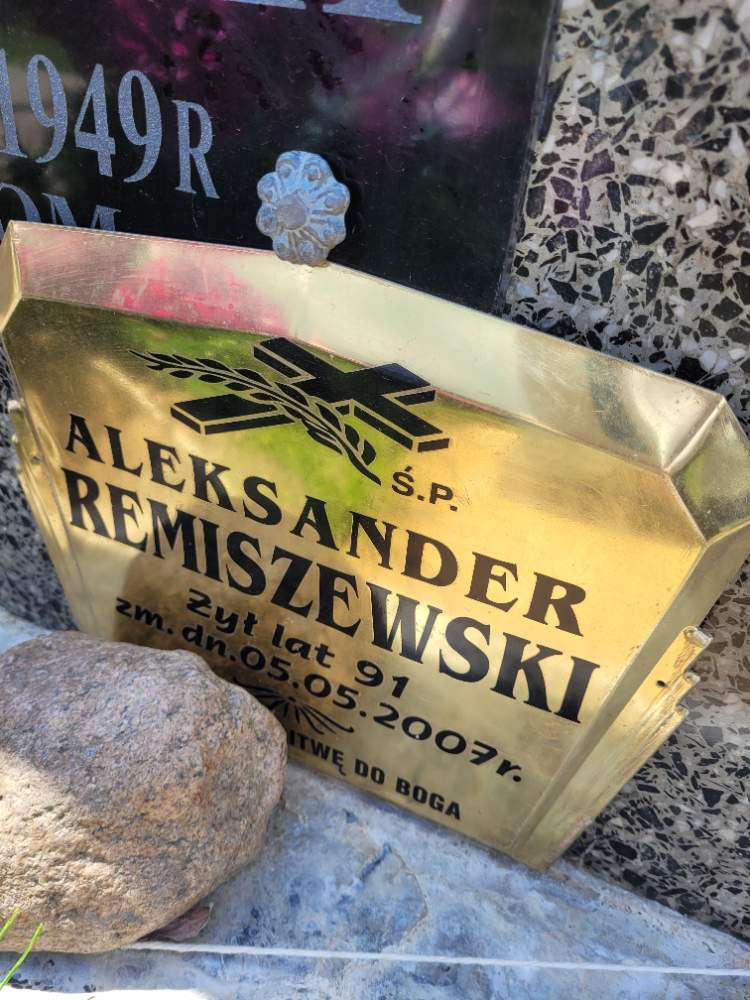 1949R
Ś.P.
ALEKSANDER
REMISZEWSKI
żył lat 91
zm. dn. 05.05.2007r.
DO BOGA